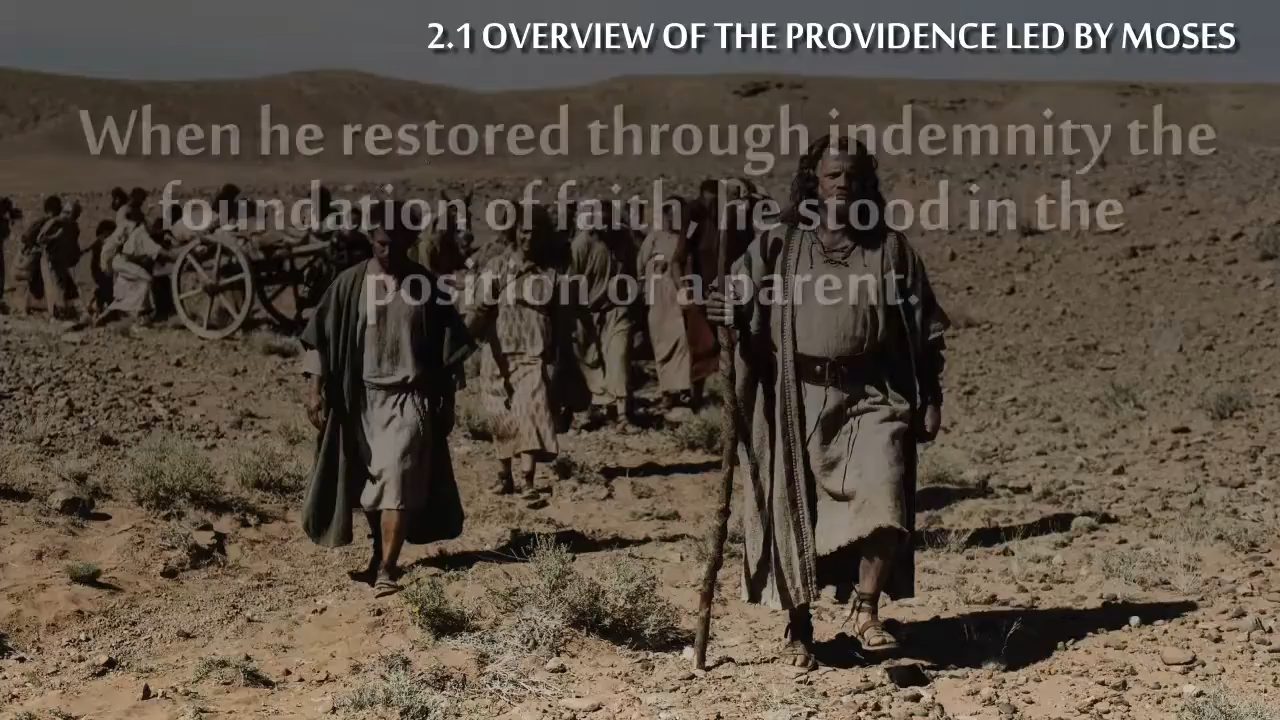 2.1 OVERVIEW OF THE PROVIDENCE LED BY MOSES
When he restored through indemnity the
foundation of faith, he stood in the
position of a parent.